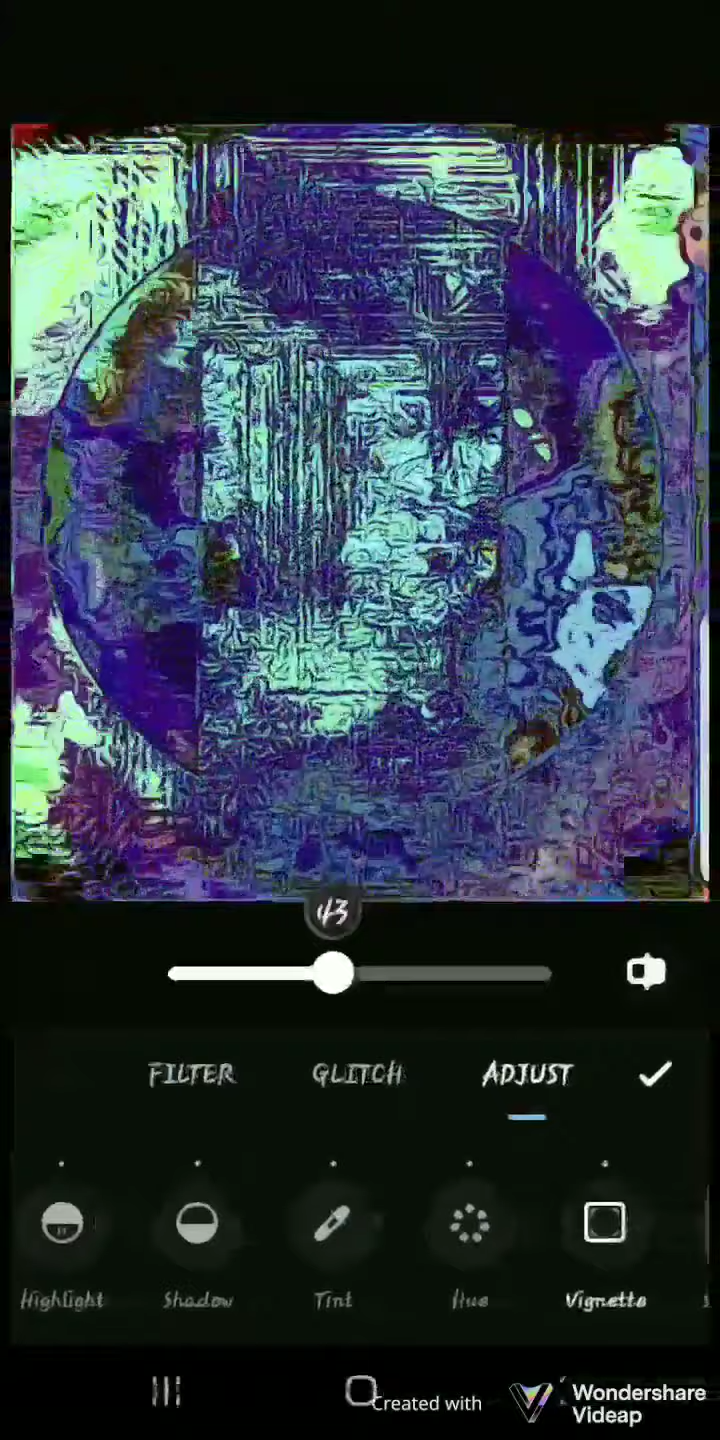 43
FILTER GLITCH ADJUST
Highlight Shadow Tint Hue Vignette
Created with Wondershare
Videap